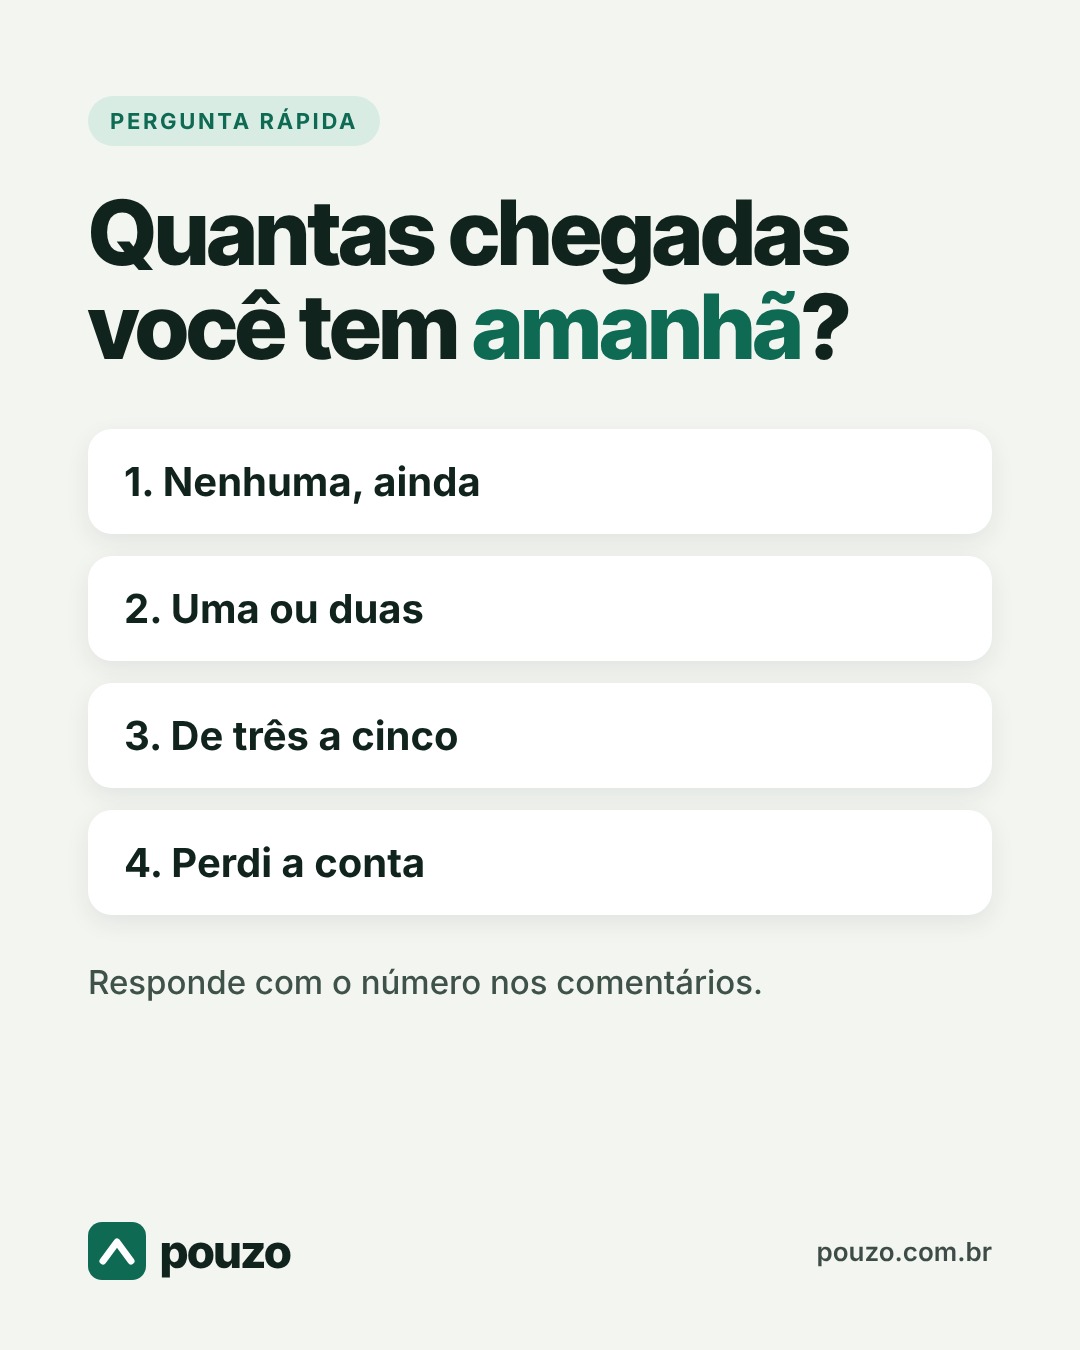 PERGUNTA RÁPIDA
Quantas chegadas
você tem amanhã?
1. Nenhuma, ainda
2. Uma ou duas
3. De três a cinco
4. Perdi a conta
Responde com o número nos comentários.
pouzo
pouzo.com.br